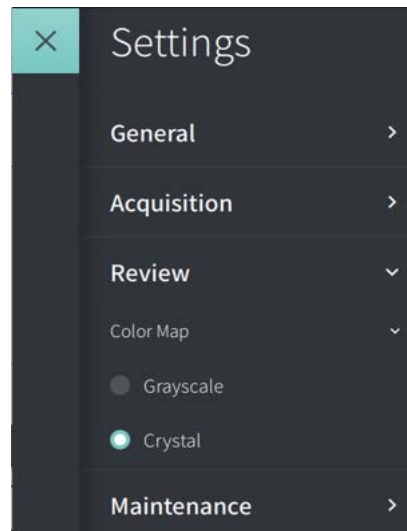 Settings
General
Acquisition
Review
Color Map
Grayscale
Crystal
Maintenance